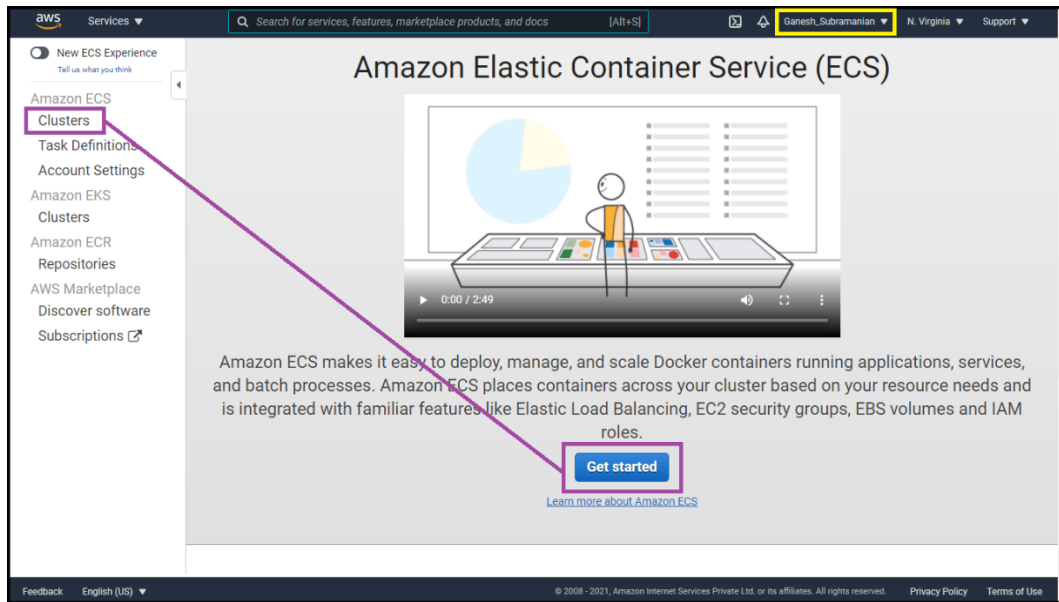 aws Services ▼ Search for services, features, marketplace products, and docs [Alt+S] Ganesh_Subramanian ▼ N. Virginia ▼ Support ▼
New ECS Experience
Tell us what you think
Amazon ECS
Clusters
Task Definitions
Account Settings
Amazon EKS
Clusters
Amazon ECR
Repositories
AWS Marketplace
Discover software
Subscriptions
Amazon Elastic Container Service (ECS)
0:00 / 2:49
Amazon ECS makes it easy to deploy, manage, and scale Docker containers running applications, services,
and batch processes. Amazon ECS places containers across your cluster based on your resource needs and
is integrated with familiar features like Elastic Load Balancing, EC2 security groups, EBS volumes and IAM
roles.
Get started
Learn more about Amazon ECS
Feedback English (US) ▼ © 2008 - 2021, Amazon Internet Services Private Ltd. or its affiliates. All rights reserved. Privacy Policy Terms of Use